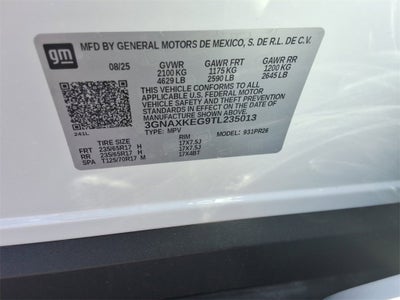 gm
MFD BY GENERAL MOTORS DE MEXICO, S. DE R.L. DE C.V.
08/25 GVWR GAWR FRT GAWR RR
2100 KG 1175 KG 1200 KG
4629 LB 2590 LB 2645 LB
THIS VEHICLE CONFORMS TO ALL
APPLICABLE U.S. FEDERAL MOTOR
VEHICLE SAFETY AND THEFT PREVENTION
STANDARDS IN EFFECT ON THE DATE OF
MANUFACTURE SHOWN ABOVE.
3GNAXKEG9TL235013
TYPE: MPV MODEL: 931PR26
241L
TIRE SIZE RIM
FRT 235/65R17 H 17X7.5J
RR 235/65R17 H 17X7.5J
SPA T125/70R17 M 17X4BT